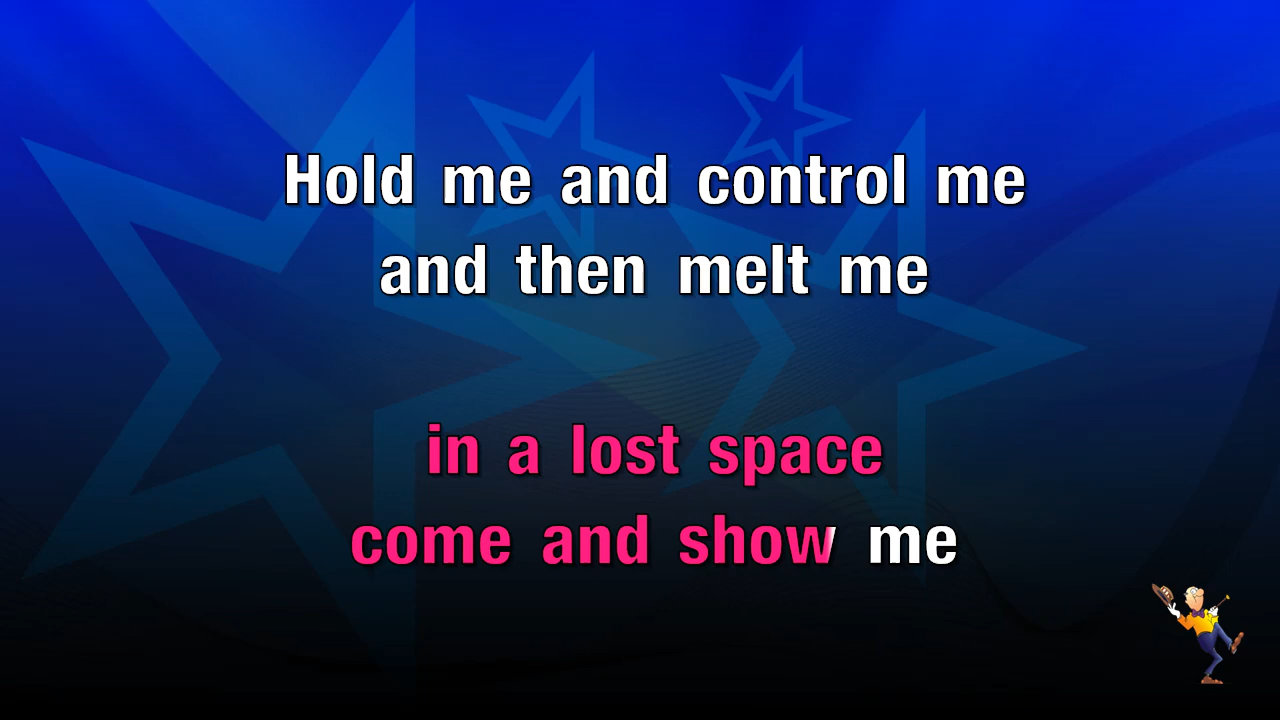 Hold me and control me
and then melt me
in a lost space
come and show me